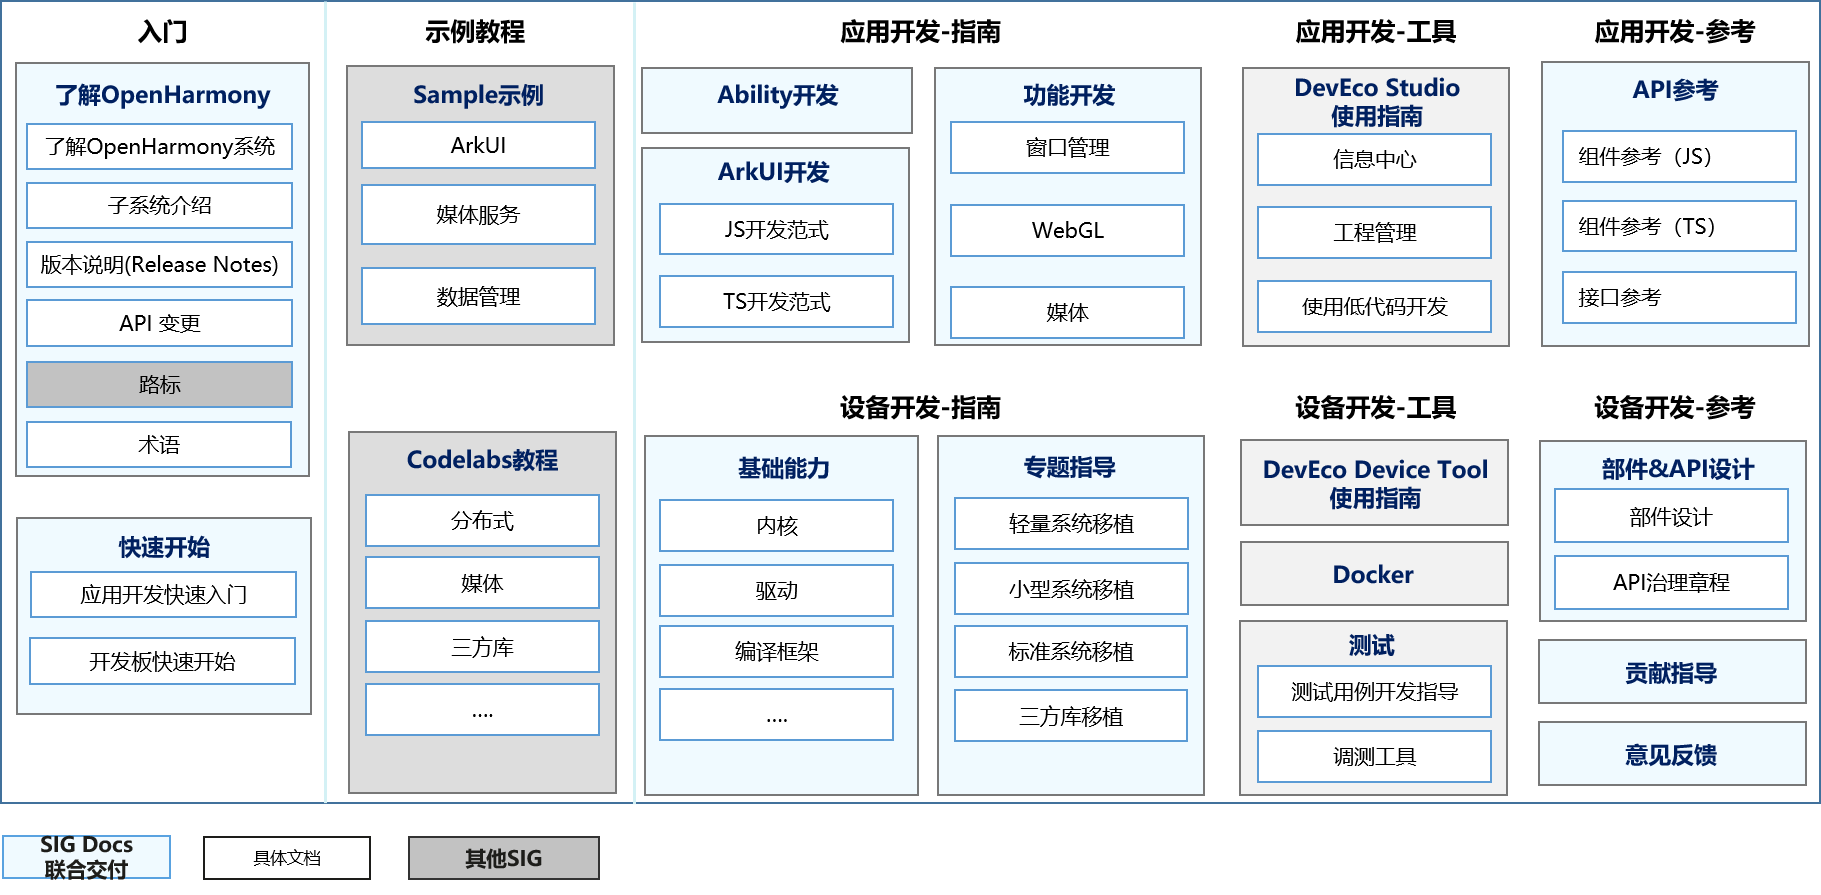 入门
了解OpenHarmony
了解OpenHarmony系统
子系统介绍
版本说明(Release Notes)
API 变更
路标
术语
快速开始
应用开发快速入门
开发板快速开始
示例教程
Sample示例
ArkUI
媒体服务
数据管理
Codelabs教程
分布式
媒体
三方库
....
应用开发-指南
Ability开发
ArkUI开发
JS开发范式
TS开发范式
功能开发
窗口管理
WebGL
媒体
应用开发-工具
DevEco Studio
使用指南
信息中心
工程管理
使用低代码开发
应用开发-参考
API参考
组件参考（JS）
组件参考（TS）
接口参考
设备开发-指南
基础能力
内核
驱动
编译框架
....
专题指导
轻量系统移植
小型系统移植
标准系统移植
三方库移植
设备开发-工具
DevEco Device Tool
使用指南
Docker
测试
测试用例开发指导
调测工具
设备开发-参考
部件&API设计
部件设计
API治理章程
贡献指导
意见反馈
SIG Docs
联合交付
具体文档
其他SIG